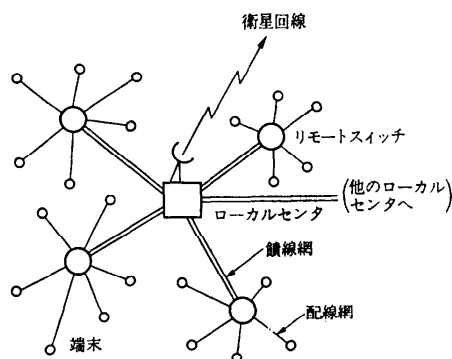 衛星回線
リモートスイッチ
(他のローカル
センタへ)
ローカルセンタ
饋線網
配線網
端末